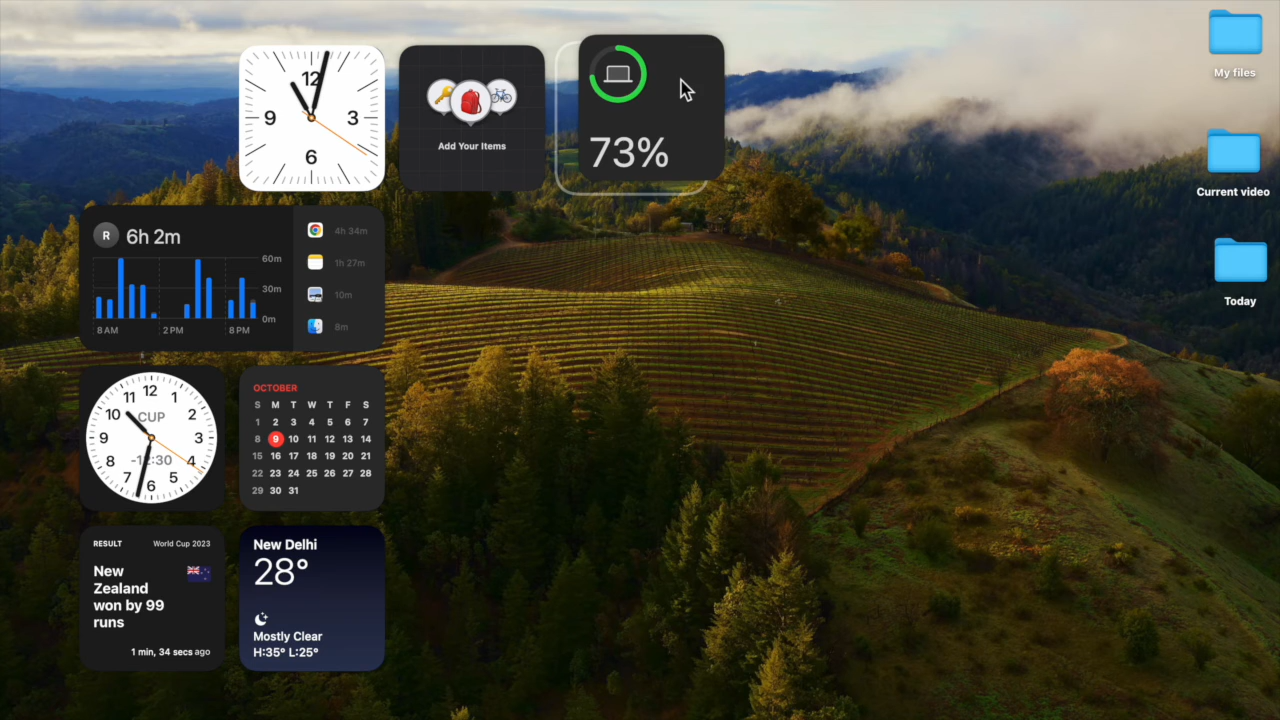 12
9
3
6
Add Your Items
73%
My files
Current video
Today
R
6h 2m
60m
30m
0m
8 AM
2 PM
8 PM
4h 34m
1h 27m
10m
8m
12
11
1
10
CUP
2
9
3
-12:30
8
4
7
5
6
OCTOBER
S M T W T F S
1 2 3 4 5 6 7
8 9 10 11 12 13 14
15 16 17 18 19 20 21
22 23 24 25 26 27 28
29 30 31
RESULT
World Cup 2023
New
Zealand
won by 99
runs
1 min, 34 secs ago
New Delhi
28°
Mostly Clear
H:35° L:25°